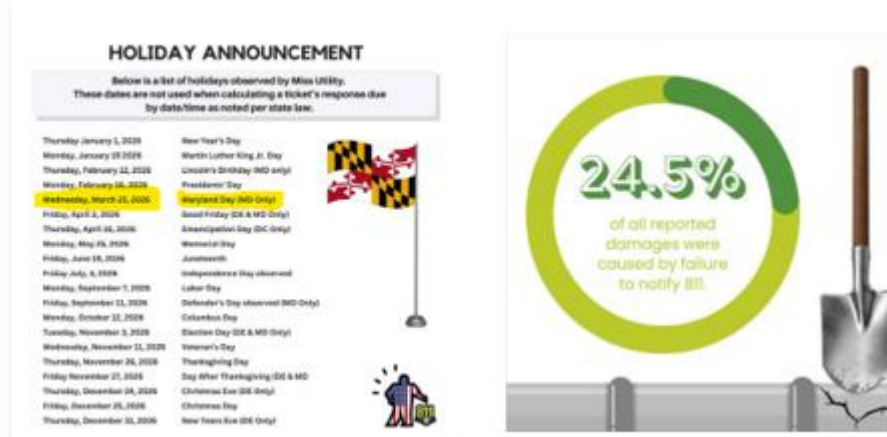 HOLIDAY ANNOUNCEMENT
Below is a list of holidays observed by Miss Utility.
These dates are not used when calculating a ticket's response due
by date/time as noted per state law.
Thursday January 1, 2026 New Year's Day
Monday, January 19 2026 Martin Luther King Jr. Day
Thursday, February 12, 2026 Lincoln's Birthday (MD only)
Monday, February 16, 2026 Presidents' Day
Wednesday, March 25, 2026 Maryland Day (MD Only)
Friday, April 3, 2026 Good Friday (DE & MD Only)
Thursday, April 16, 2026 Emancipation Day (DC Only)
Monday, May 25, 2026 Memorial Day
Friday, June 19, 2026 Juneteenth
Friday July, 3, 2026 Independence Day observed
Monday, September 7, 2026 Labor Day
Friday, September 11, 2026 Defender's Day observed (MD Only)
Monday, October 12, 2026 Columbus Day
Tuesday, November 3, 2026 Election Day (DE & MD Only)
Wednesday, November 11, 2026 Veteran's Day
Thursday, November 26, 2026 Thanksgiving Day
Friday November 27, 2026 Day After Thanksgiving (DE & MD
Thursday, December 24, 2026 Christmas Eve (DE Only)
Friday, December 25, 2026 Christmas Day
Thursday, December 31, 2026 New Years Eve (DE Only)
811
24.5%
of all reported
damages were
caused by failure
to notify 811.